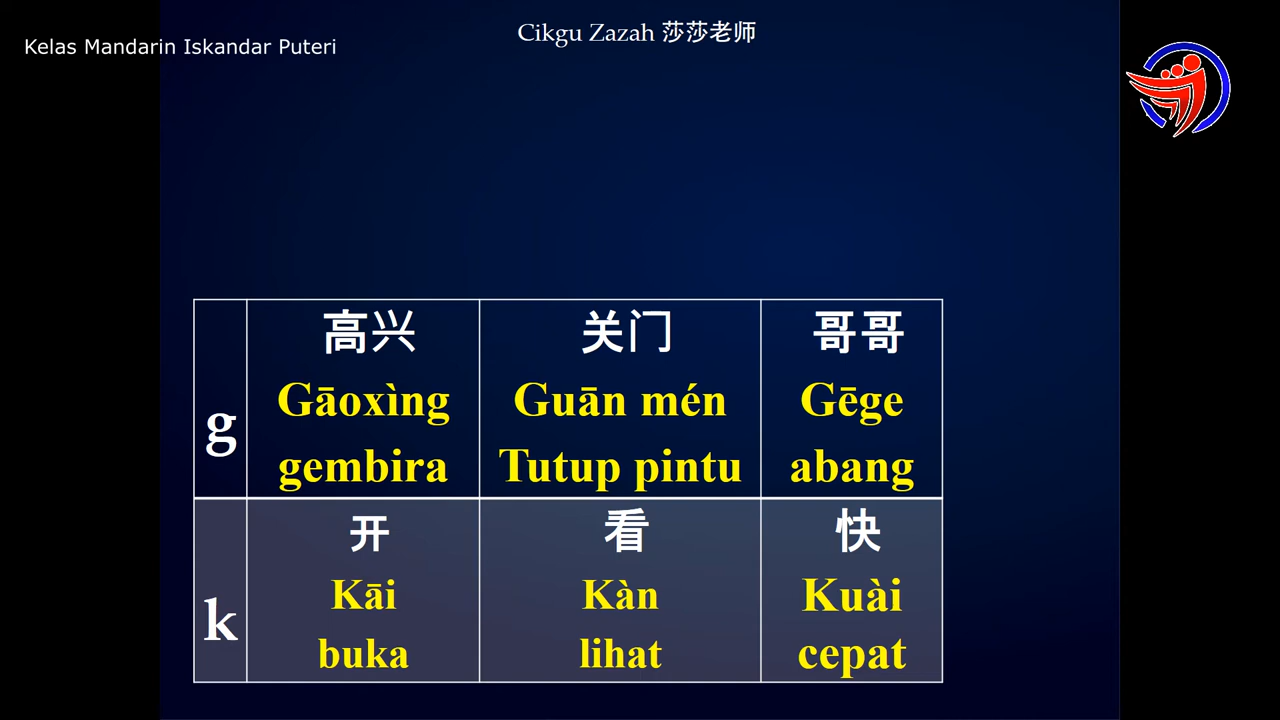 Cikgu Zazah 莎莎老师
Kelas Mandarin Iskandar Puteri
g
高兴
Gāoxìng
gembira
关门
Guān mén
Tutup pintu
哥哥
Gēge
abang
k
开
Kāi
buka
看
Kàn
lihat
快
Kuài
cepat